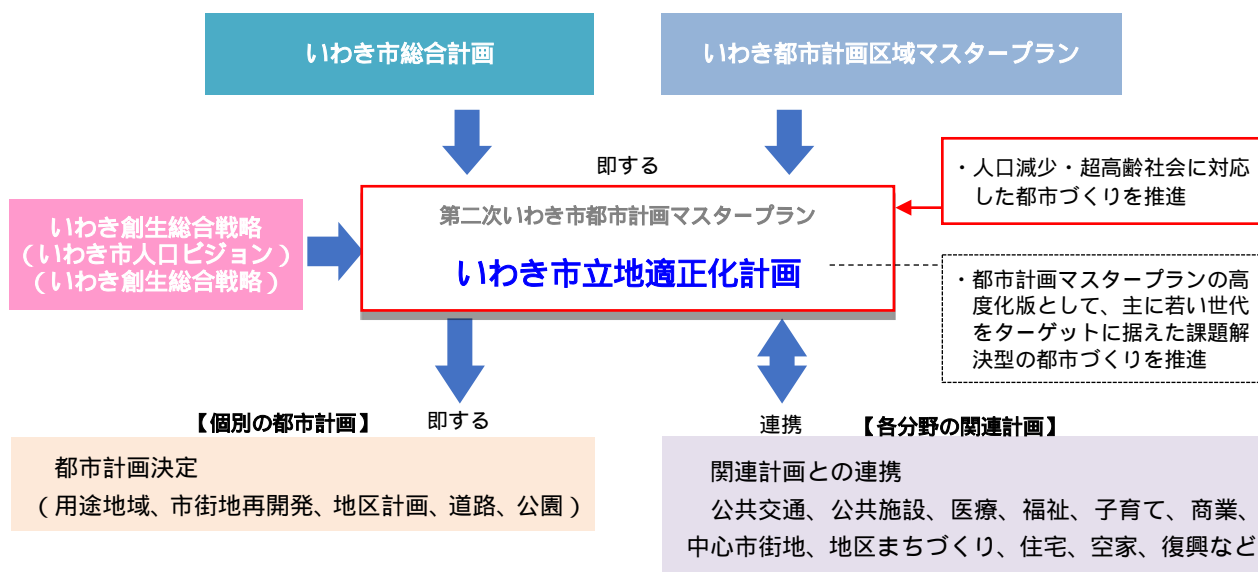 いわき市総合計画
いわき都市計画区域マスタープラン
即する
・人口減少・超高齢社会に対応
した都市づくりを推進
いわき創生総合戦略
(いわき市人口ビジョン)
(いわき創生総合戦略)
第二次いわき市都市計画マスタープラン
いわき市立地適正化計画
・都市計画マスタープランの高
度化版として、主に若い世代
をターゲットに据えた課題解
決型の都市づくりを推進
【個別の都市計画】
即する
連携
【各分野の関連計画】
都市計画決定
(用途地域、市街地再開発、地区計画、道路、公園)
関連計画との連携
公共交通、公共施設、医療、福祉、子育て、商業、
中心市街地、地区まちづくり、住宅、空家、復興など